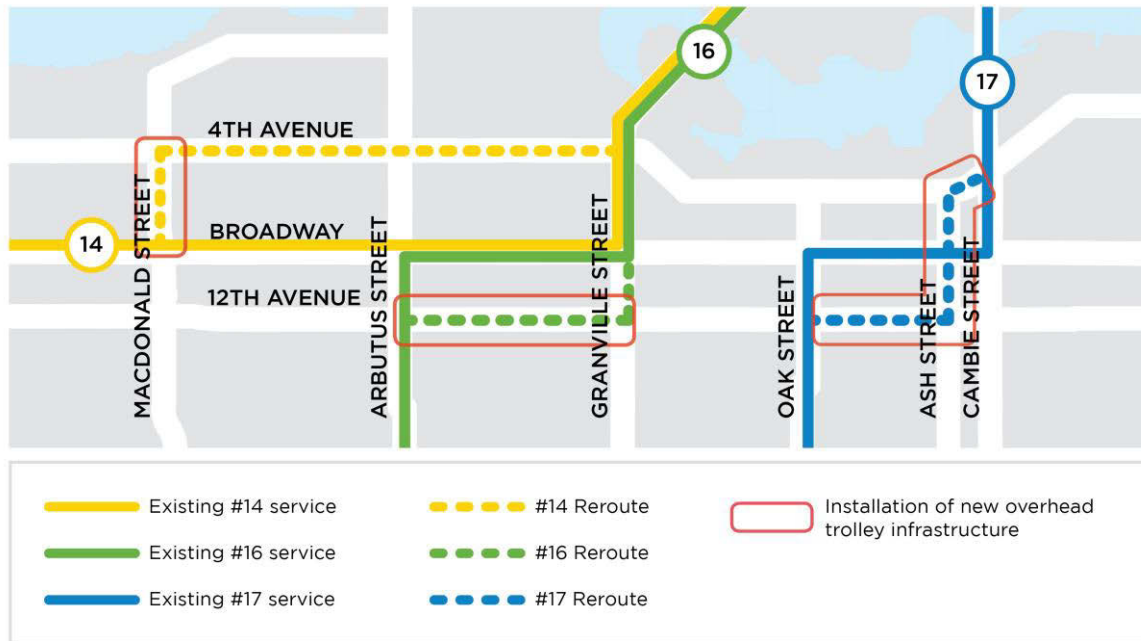 16
17
4TH AVENUE
MACDONALD STREET
14
BROADWAY
ARBUTUS STREET
GRANVILLE STREET
12TH AVENUE
OAK STREET
ASH STREET
CAMBIE STREET
Existing #14 service
#14 Reroute
Installation of new overhead
trolley infrastructure
Existing #16 service
#16 Reroute
Existing #17 service
#17 Reroute